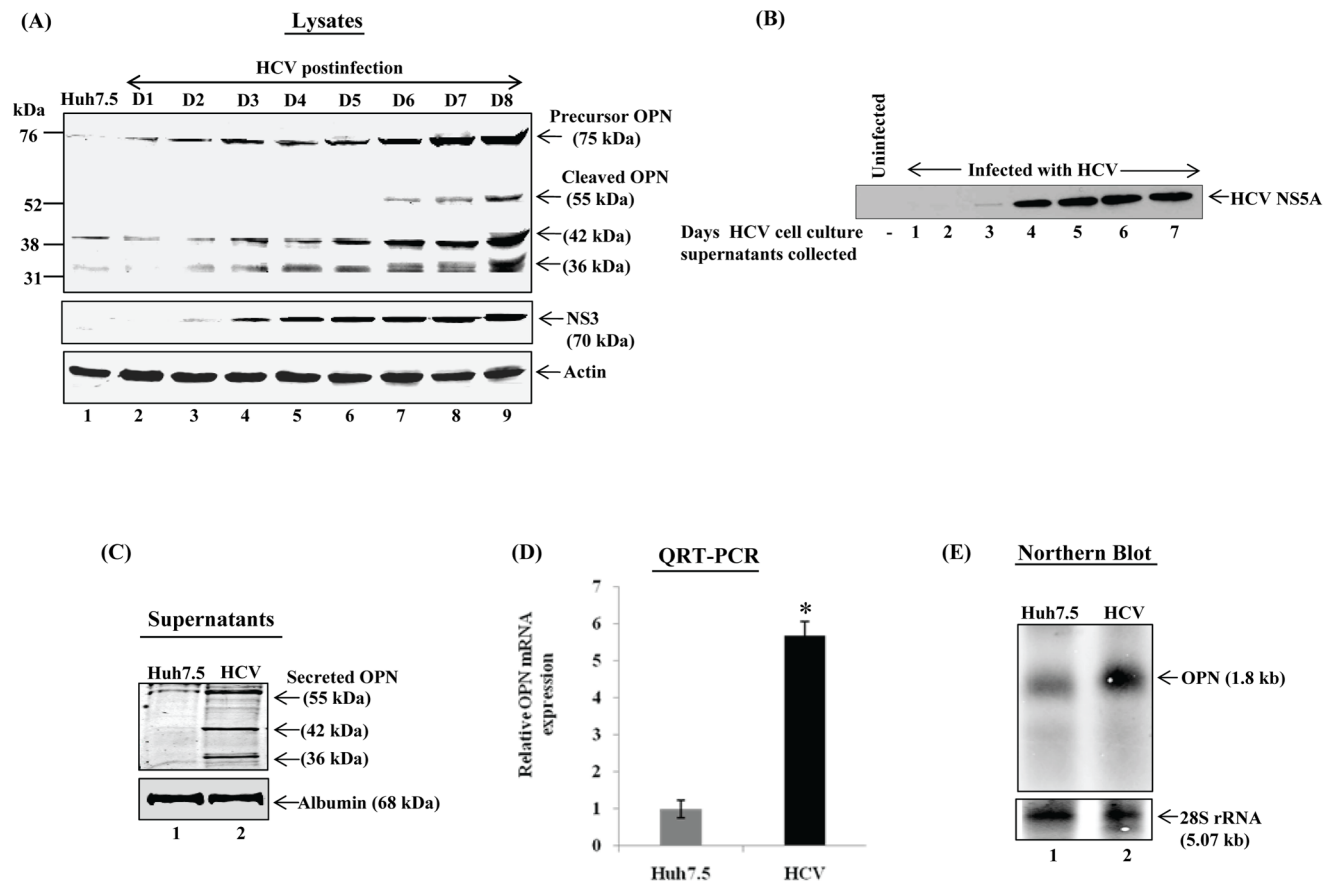 (A)
Lysates
HCV postinfection
Huh7.5 D1 D2 D3 D4 D5 D6 D7 D8
kDa
76
52
38
31
Precursor OPN
(75 kDa)
Cleaved OPN
(55 kDa)
(42 kDa)
(36 kDa)
NS3
(70 kDa)
Actin
1 2 3 4 5 6 7 8 9
(B)
Uninfected
Infected with HCV
HCV NS5A
Days HCV cell culture
supernatants collected
- 1 2 3 4 5 6 7
(C)
Supernatants
Huh7.5 HCV
Secreted OPN
(55 kDa)
(42 kDa)
(36 kDa)
Albumin (68 kDa)
1 2
(D)
QRT-PCR
Relative OPN mRNA
expression
7
6
5
4
3
2
1
0
*
Huh7.5 HCV
(E)
Northern Blot
Huh7.5 HCV
OPN (1.8 kb)
28S rRNA
(5.07 kb)
1 2